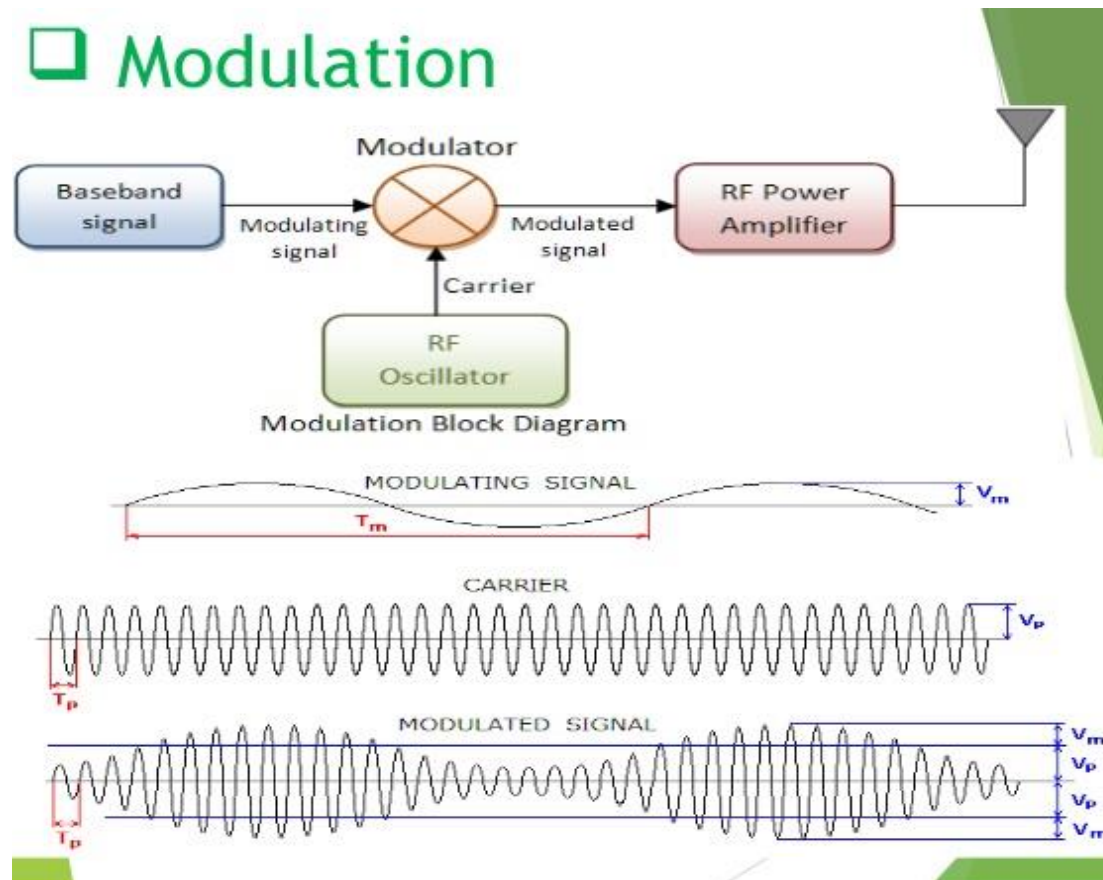 Modulation
Modulator
Baseband
signal
Modulating
signal
Modulated
signal
RF Power
Amplifier
Carrier
RF
Oscillator
Modulation Block Diagram
MODULATING SIGNAL
Vm
Tm
CARRIER
Vp
Tp
MODULATED SIGNAL
Vm
Vp
Vp
Vm
Tp